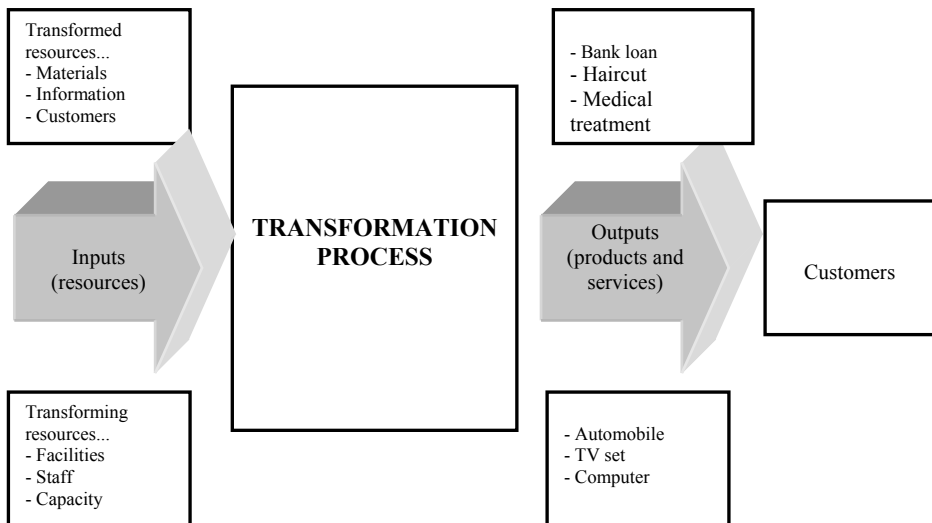 Transformed
resources...
- Materials
- Information
- Customers
Inputs
(resources)
Transforming
resources...
- Facilities
- Staff
- Capacity
TRANSFORMATION
PROCESS
- Bank loan
- Haircut
- Medical
treatment
Outputs
(products and
services)
- Automobile
- TV set
- Computer
Customers